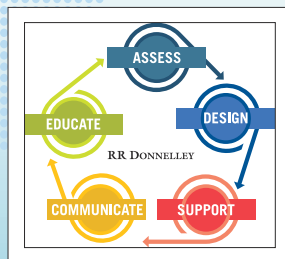 ASSESS
DESIGN
EDUCATE
RR DONNELLEY
COMMUNICATE
SUPPORT